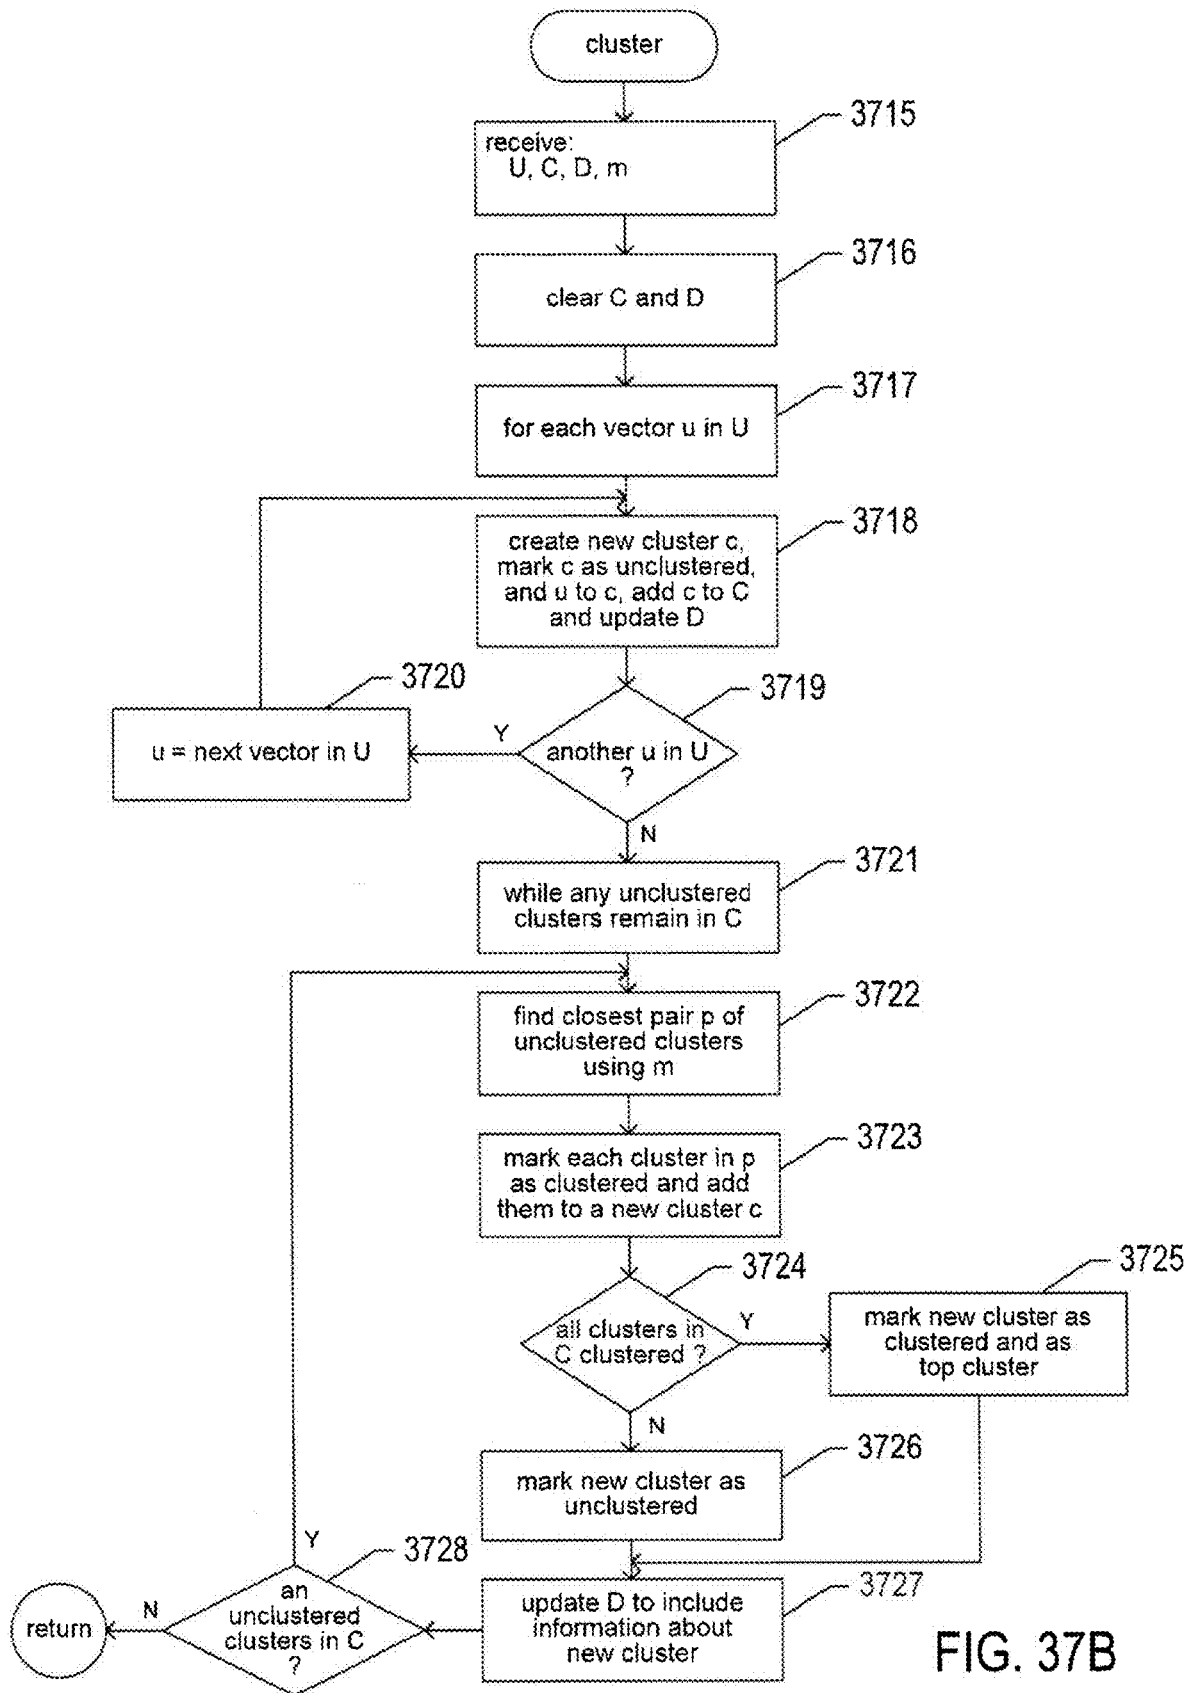 cluster
3715
receive:
U, C, D, m
3716
clear C and D
3717
for each vector u in U
3718
create new cluster c,
mark c as unclustered,
and u to c, add c to C
and update D
3720
u = next vector in U
Y
3719
another u in U
?
N
3721
while any unclustered
clusters remain in C
3722
find closest pair p of
unclustered clusters
using m
3723
mark each cluster in p
as clustered and add
them to a new cluster c
3724
all clusters in
C clustered ?
Y
3725
mark new cluster as
clustered and as
top cluster
N
3726
mark new cluster as
unclustered
3727
update D to include
information about
new cluster
Y
3728
an
unclustered
clusters in C
?
N
return
FIG. 37B